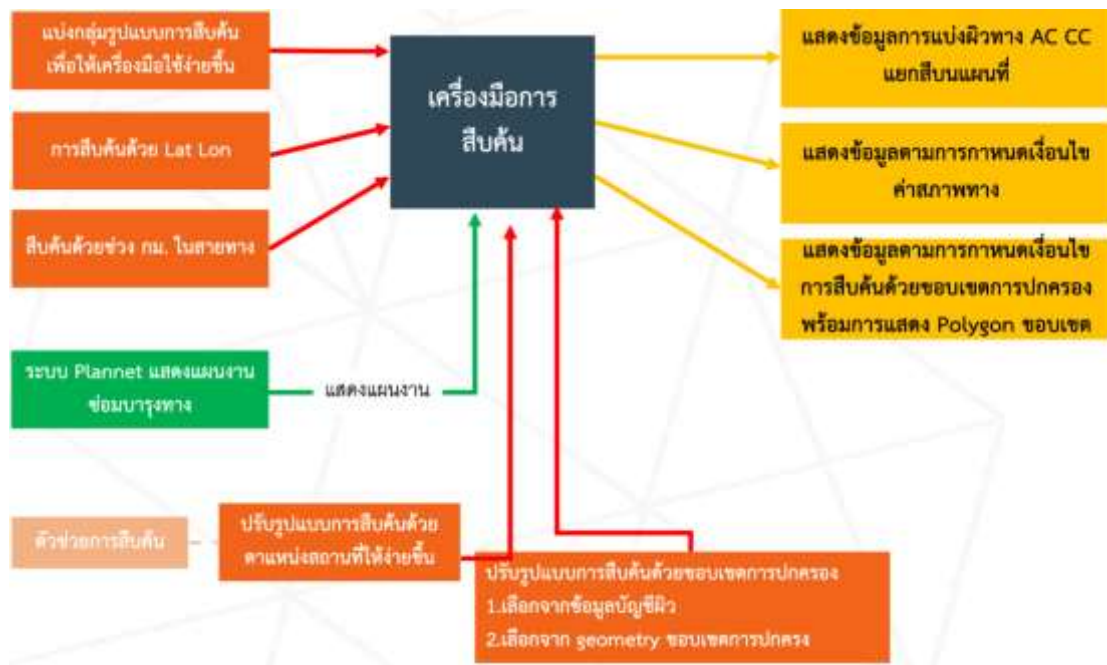 แบ่งกลุ่มรูปแบบการสืบค้น
เพื่อให้เครื่องมือใช้ง่ายขึ้น
การสืบค้นด้วย Lat Lon
สืบค้นด้วยช่วง กม. ในสายทาง
เครื่องมือการ
สืบค้น
แสดงข้อมูลการแบ่งผิวทาง AC CC
แยกสีบนแผนที่
แสดงข้อมูลตามการกาหนดเงื่อนไข
ค่าสภาพทาง
แสดงข้อมูลตามการกาหนดเงื่อนไข
การสืบค้นด้วยขอบเขตการปกครอง
พร้อมการแสดง Polygon ขอบเขต
ระบบ Plannet แสดงแผนงาน
ซ่อมบารุงทาง
แสดงแผนงาน
ตัวช่วยการสืบค้น
ปรับรูปแบบการสืบค้นด้วย
ตาแหน่งสถานที่ให้ง่ายขึ้น
ปรับรูปแบบการสืบค้นด้วยขอบเขตการปกครอง
1.เลือกจากข้อมูลบัญชีผิว
2.เลือกจาก geometry ขอบเขตการปกครง